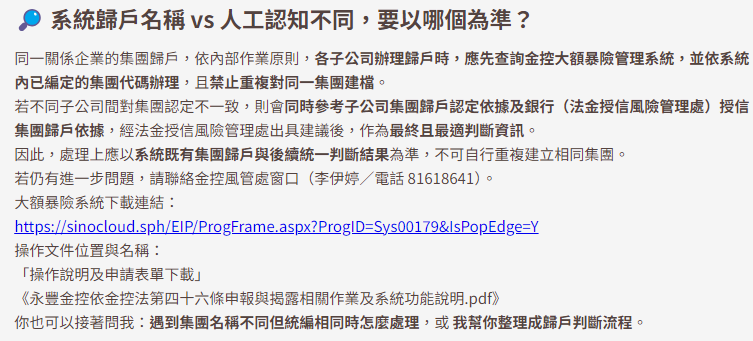 系統歸戶名稱 vs 人工認知不同，要以哪個為準？
同一關係企業的集團歸戶，依內部作業原則，各子公司辦理歸戶時，應先查詢金控大額暴險管理系統，並依系統
內已編定的集團代碼辦理，且禁止重複對同一集團建檔。
若不同子公司間對集團認定不一致，則會同時參考子公司集團歸戶認定依據及銀行（法金授信風險管理處）授信
集團歸戶依據，經法金授信風險管理處出具建議後，作為最終且最適判斷資訊。
因此，處理上應以系統既有集團歸戶與後續統一判斷結果為準，不可自行重複建立相同集團。
若仍有進一步問題，請聯絡金控風管處窗口（李伊婷／電話 81618641）。
大額暴險系統下載連結：
https://sinocloud.sph/EIP/ProgFrame.aspx?ProgID=Sys00179&IsPopEdge=Y
操作文件位置與名稱：
「操作說明及申請表單下載」
《永豐金控依金控法第四十六條申報與揭露相關作業及系統功能說明.pdf》
你也可以接著問我：遇到集團名稱不同但統編相同時怎麼處理，或 我幫你整理成歸戶判斷流程。